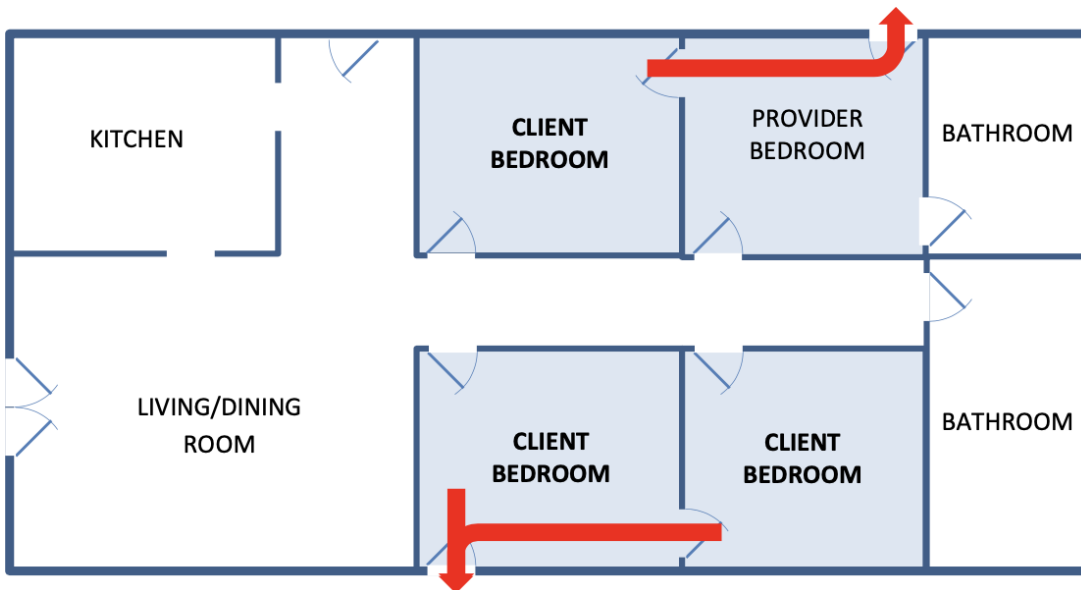 KITCHEN
CLIENT
BEDROOM
PROVIDER
BEDROOM
BATHROOM
LIVING/DINING
ROOM
CLIENT
BEDROOM
CLIENT
BEDROOM
BATHROOM